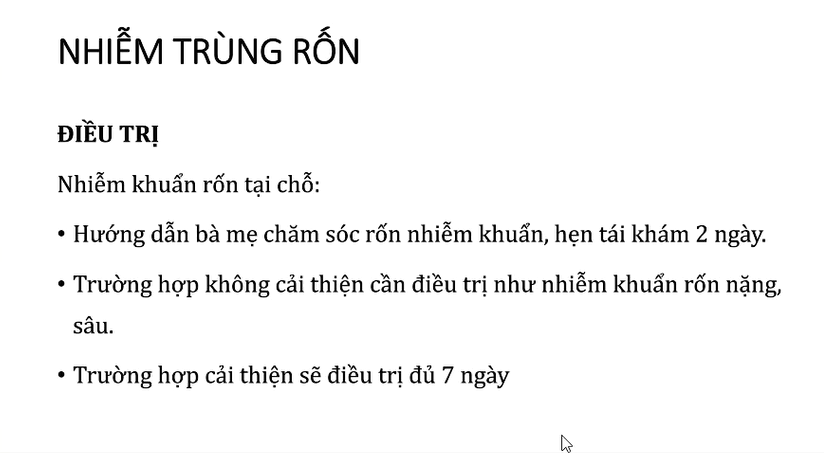 NHIỄM TRÙNG RỐN
ĐIỀU TRỊ
Nhiễm khuẩn rốn tại chỗ:
• Hướng dẫn bà mẹ chăm sóc rốn nhiễm khuẩn, hẹn tái khám 2 ngày.
• Trường hợp không cải thiện cần điều trị như nhiễm khuẩn rốn nặng,
sâu.
• Trường hợp cải thiện sẽ điều trị đủ 7 ngày